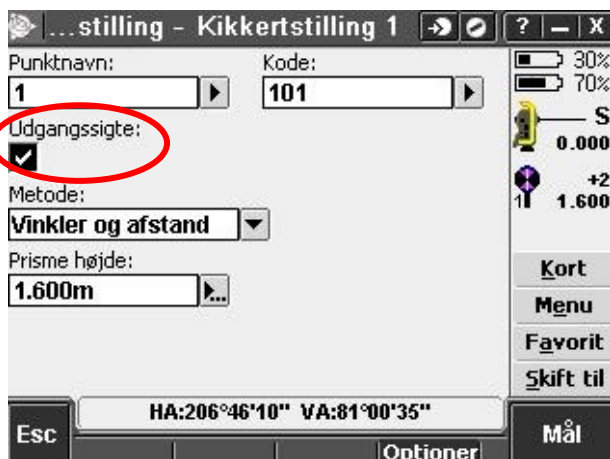 ...stilling - Kikkertstilling 1 ? – X
Punktnavn: Kode:
1 101
Udgangssigte:
Metode:
Vinkler og afstand
Prisme højde:
1.600m
30%
70%
S
0.000
+2
1 1.600
Kort
Menu
Favorit
Skift til
HA:206°46'10" VA:81°00'35"
Esc Optioner Mål